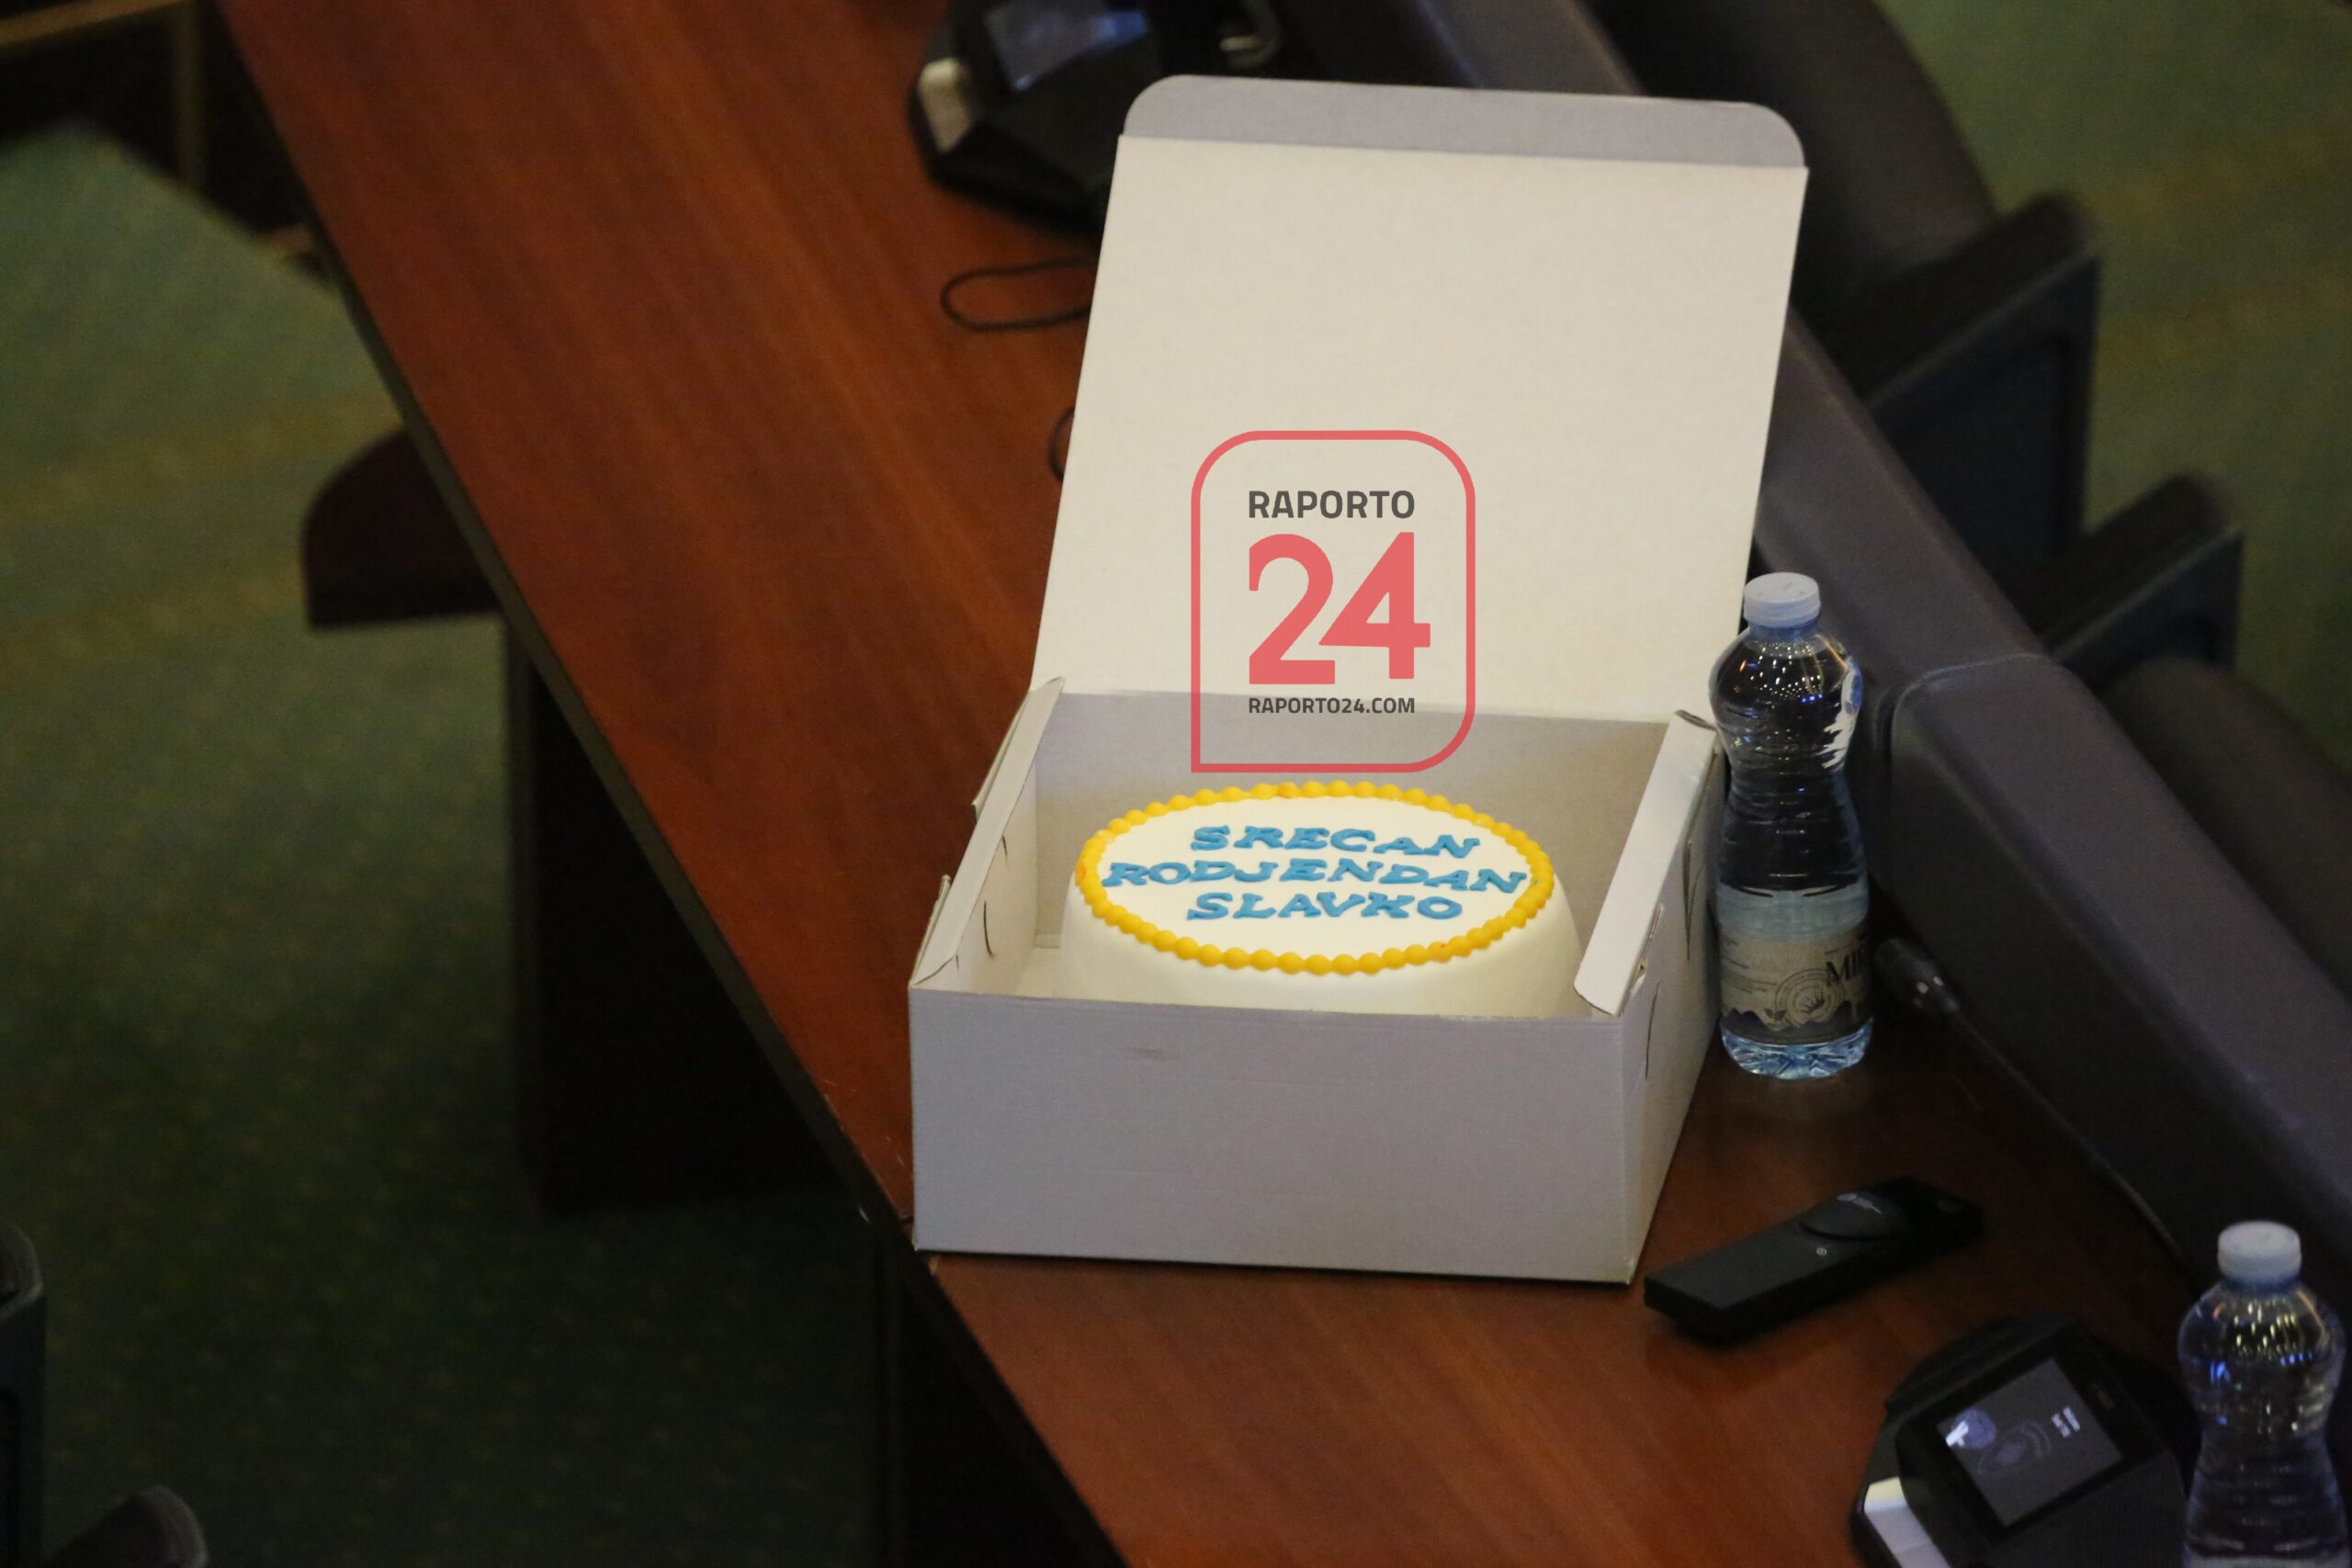 RAPORTO
24
RAPORTO24.COM
SRECAN
RODJENDAN
SLAVKO